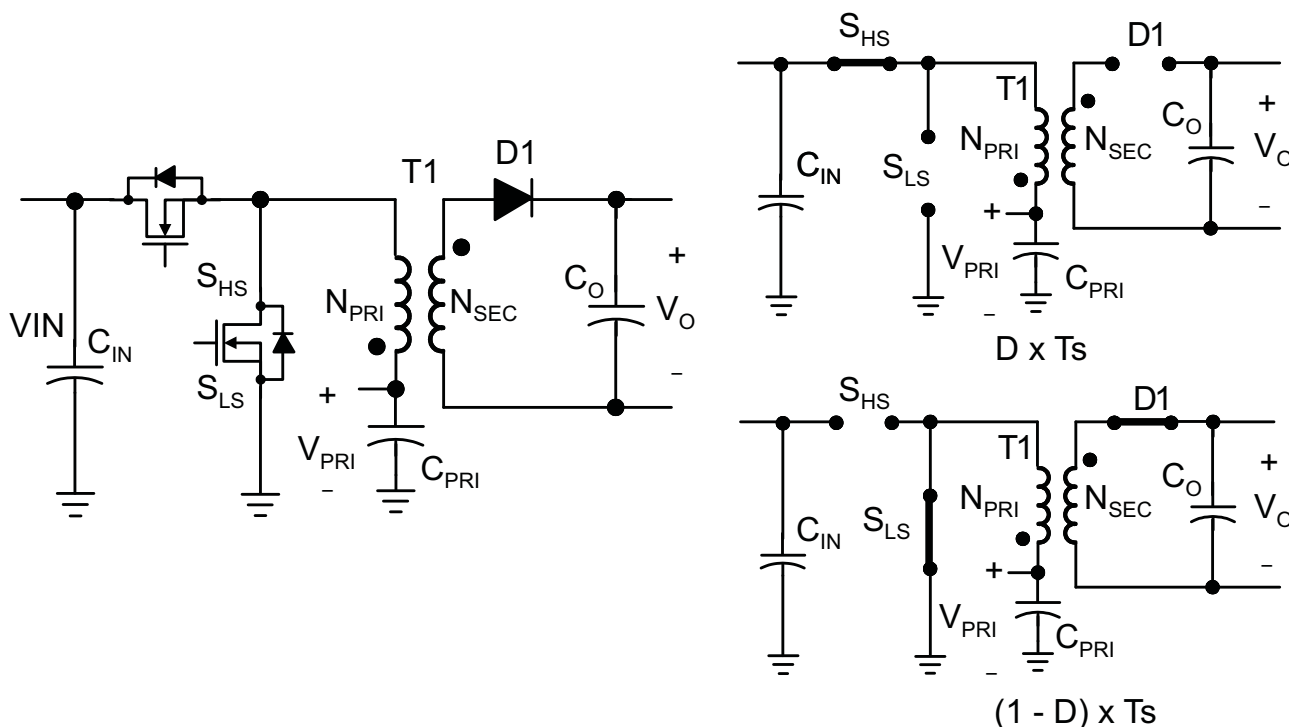 VIN
C_IN
S_HS
S_LS
T1
N_PRI
N_SEC
D1
C_O
+
V_O
–
+
V_PRI
–
C_PRI
S_HS
D1
T1
C_IN
S_LS
N_PRI
N_SEC
C_O
+
V_O
–
+
V_PRI
–
C_PRI
D x Ts
S_HS
D1
T1
C_IN
S_LS
N_PRI
N_SEC
C_O
+
V_O
–
+
V_PRI
–
C_PRI
(1 - D) x Ts